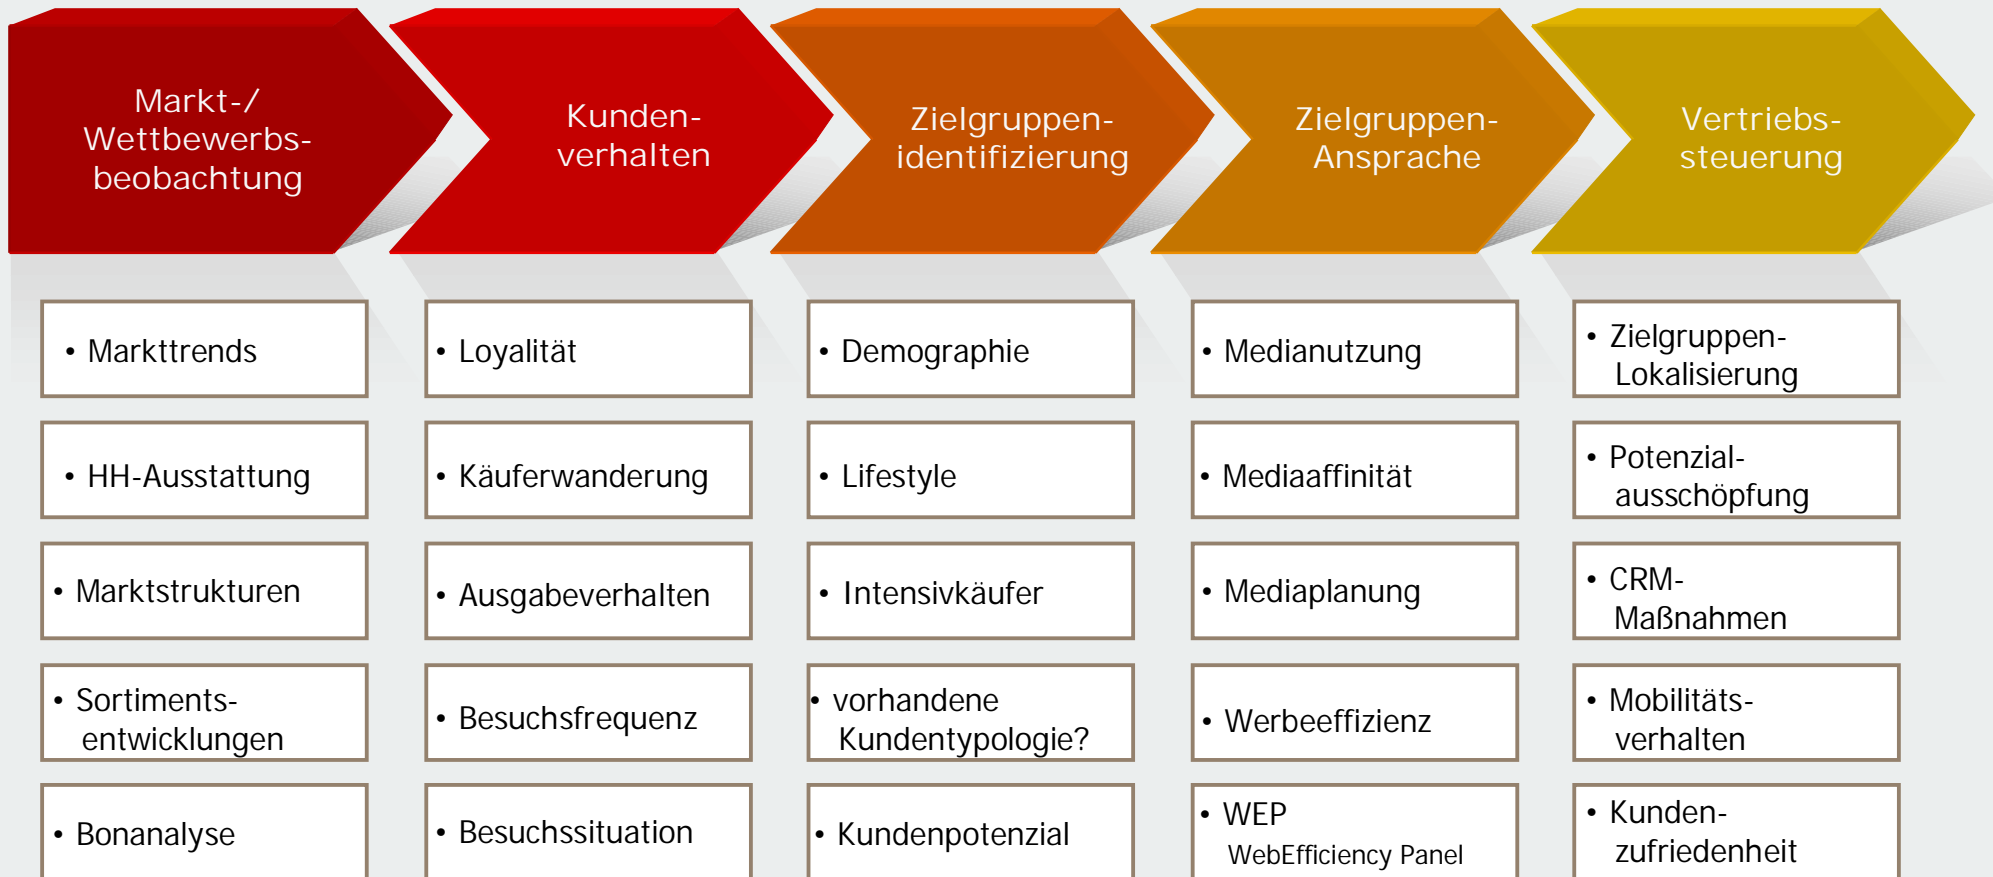 Markt-/
Wettbewerbs-
beobachtung
Kunden-
verhalten
Zielgruppen-
identifizierung
Zielgruppen-
Ansprache
Vertriebs-
steuerung
• Markttrends
• HH-Ausstattung
• Marktstrukturen
• Sortiments-
entwicklungen
• Bonanalyse
• Loyalität
• Käuferwanderung
• Ausgabeverhalten
• Besuchsfrequenz
• Besuchssituation
• Demographie
• Lifestyle
• Intensivkäufer
• vorhandene
Kundentypologie?
• Kundenpotenzial
• Medianutzung
• Mediaaffinität
• Mediaplanung
• Werbeeffizienz
• WEP
WebEfficiency Panel
• Zielgruppen-
Lokalisierung
• Potenzial-
ausschöpfung
• CRM-
Maßnahmen
• Mobilitäts-
verhalten
• Kunden-
zufriedenheit